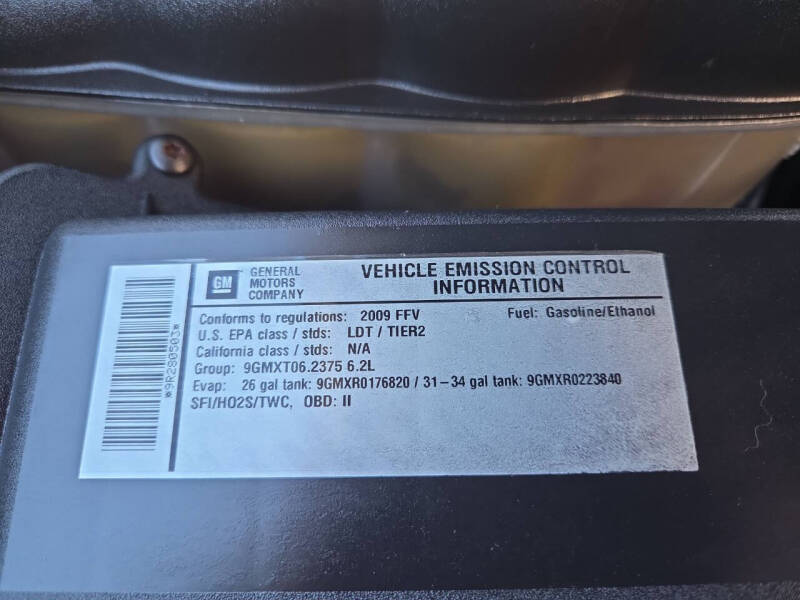 *9R280503*
GM
GENERAL
MOTORS
COMPANY
VEHICLE EMISSION CONTROL
INFORMATION
Conforms to regulations: 2009 FFV
Fuel: Gasoline/Ethanol
U.S. EPA class / stds: LDT / TIER2
California class / stds: N/A
Group: 9GMXT06.2375 6.2L
Evap: 26 gal tank: 9GMXR0176820 / 31-34 gal tank: 9GMXR0223840
SFI/HO2S/TWC, OBD: II